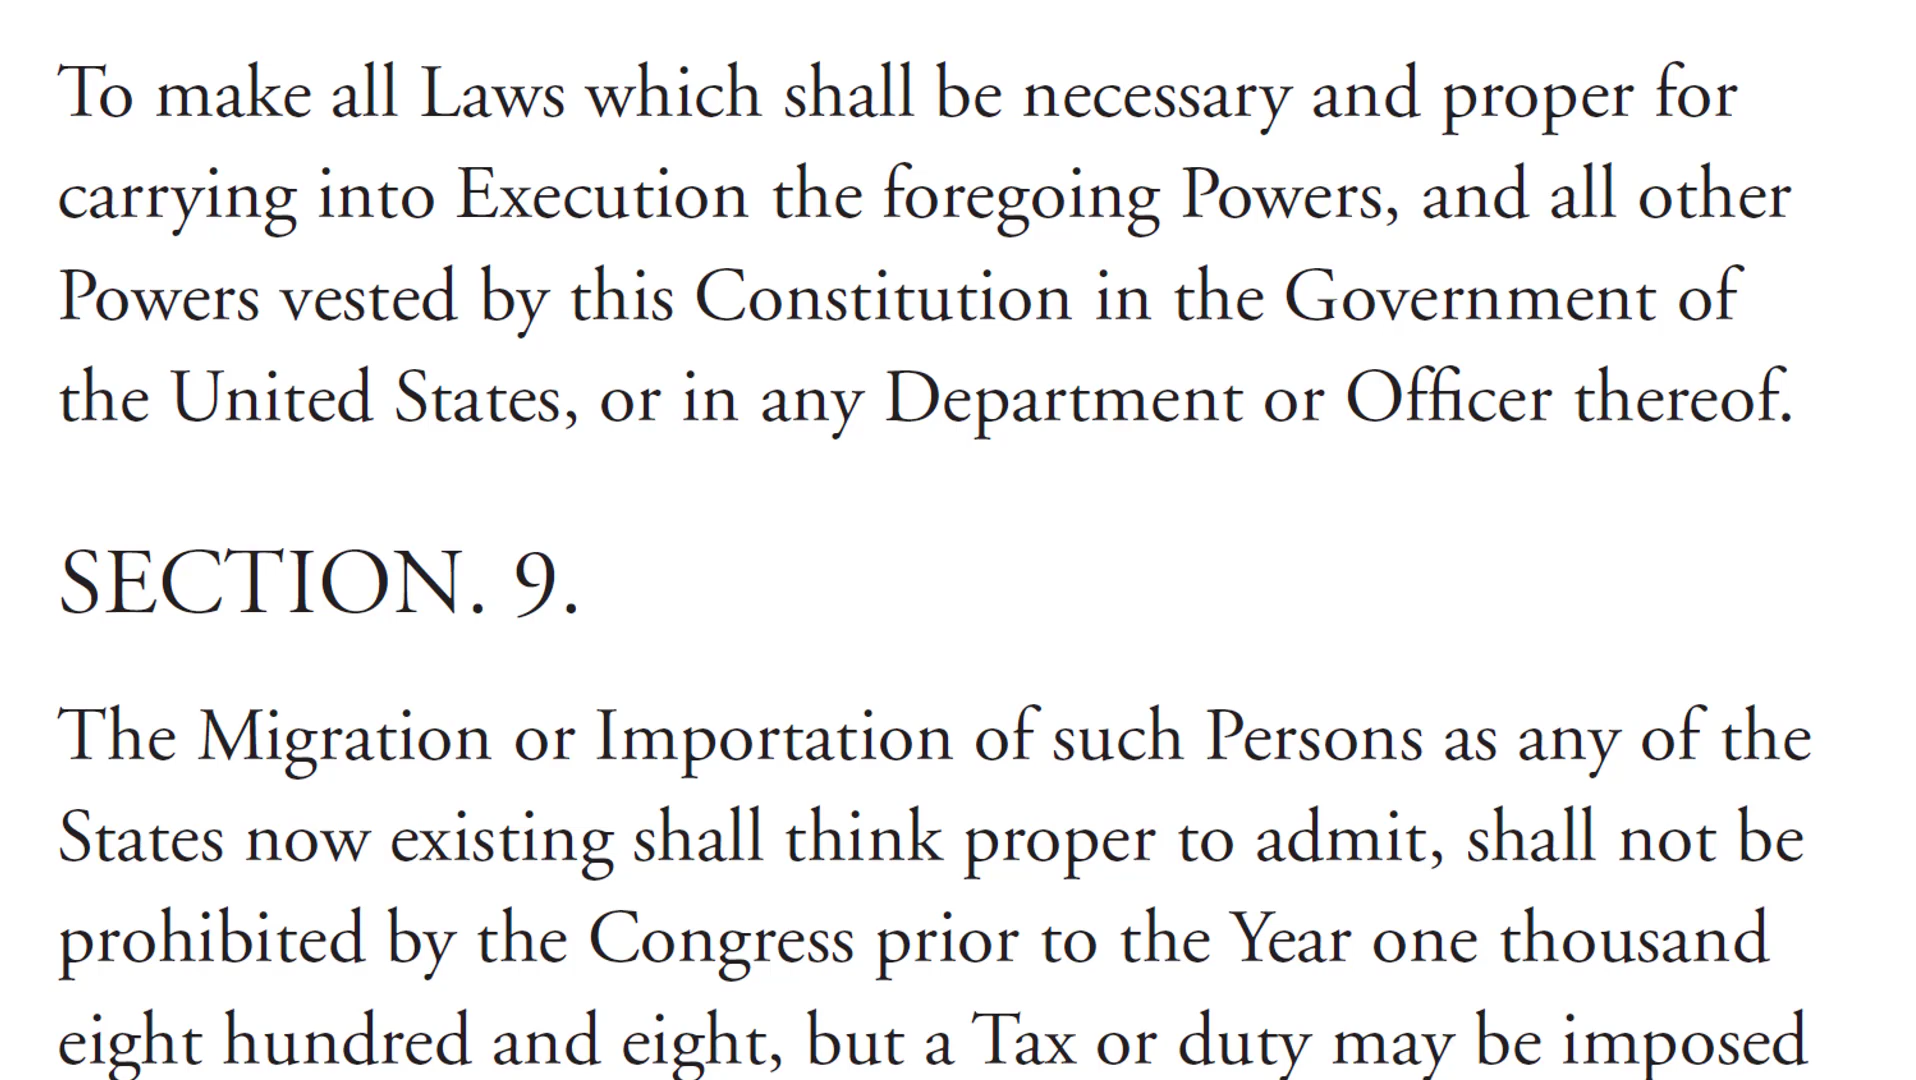 To make all Laws which shall be necessary and proper for
carrying into Execution the foregoing Powers, and all other
Powers vested by this Constitution in the Government of
the United States, or in any Department or Officer thereof.
SECTION. 9.
The Migration or Importation of such Persons as any of the
States now existing shall think proper to admit, shall not be
prohibited by the Congress prior to the Year one thousand
eight hundred and eight, but a Tax or duty may be imposed